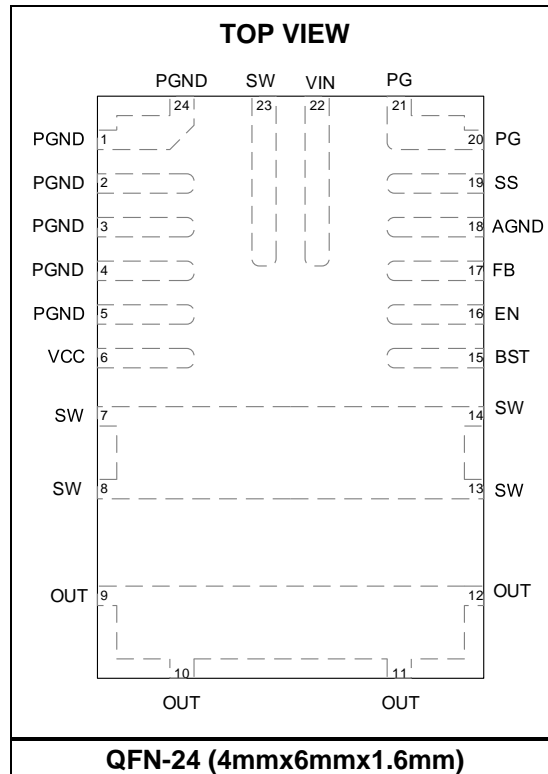 TOP VIEW
PGND SW VIN PG
24 23 22 21
PGND 1 20 PG
PGND 2 19 SS
PGND 3 18 AGND
PGND 4 17 FB
PGND 5 16 EN
VCC 6 15 BST
SW 7 14 SW
SW 8 13 SW
OUT 9 12 OUT
10 11
OUT OUT
QFN-24 (4mmx6mmx1.6mm)